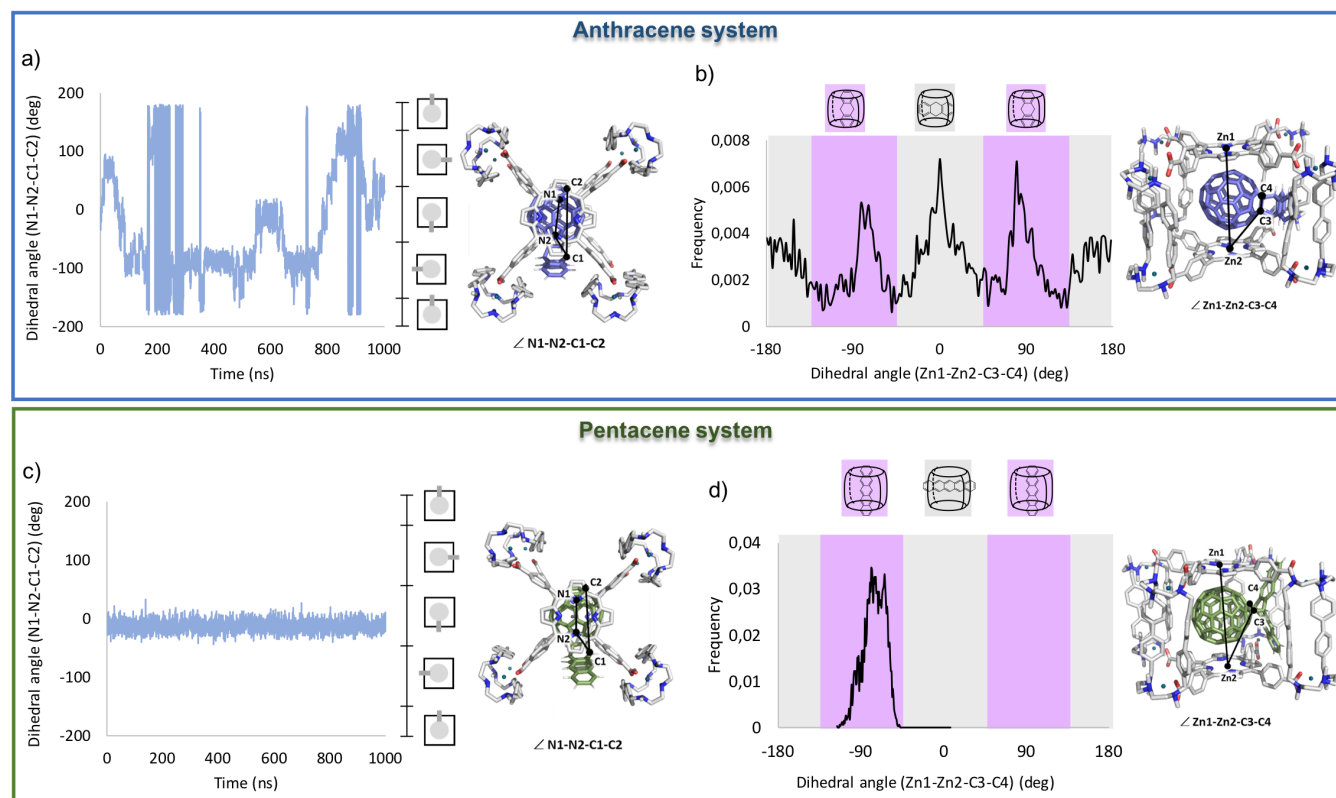 Anthracene system
a)
Dihedral angle (N1-N2-C1-C2) (deg)
200
100
0
-100
-200
0 200 400 600 800 1000
Time (ns)
C2
N1
N2
C1
∠ N1-N2-C1-C2
b)
Frequency
0,008
0,006
0,004
0,002
0
-180 -90 0 90 180
Dihedral angle (Zn1-Zn2-C3-C4) (deg)
Zn1
C4
C3
Zn2
∠ Zn1-Zn2-C3-C4
Pentacene system
c)
Dihedral angle (N1-N2-C1-C2) (deg)
200
100
0
-100
-200
0 200 400 600 800 1000
Time (ns)
C2
N1
N2
C1
∠ N1-N2-C1-C2
d)
Frequency
0,04
0,03
0,02
0,01
0
-180 -90 0 90 180
Dihedral angle (Zn1-Zn2-C3-C4) (deg)
Zn1
C4
C3
Zn2
∠ Zn1-Zn2-C3-C4